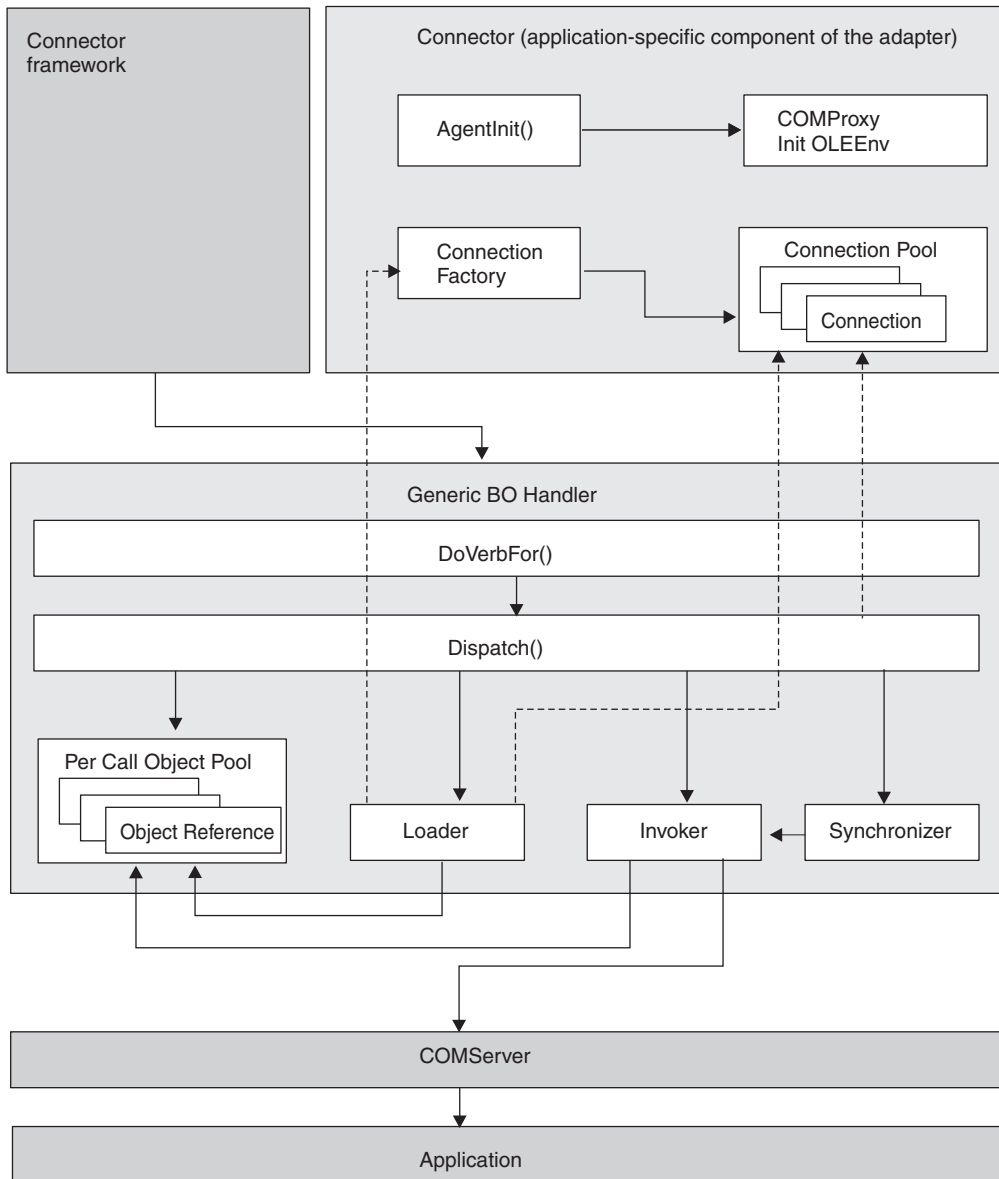 Connector
framework
Connector (application-specific component of the adapter)
AgentInit()
COMProxy
Init OLEEnv
Connection
Factory
Connection Pool
Connection
Generic BO Handler
DoVerbFor()
Dispatch()
Per Call Object Pool
Object Reference
Loader
Invoker
Synchronizer
COMServer
Application